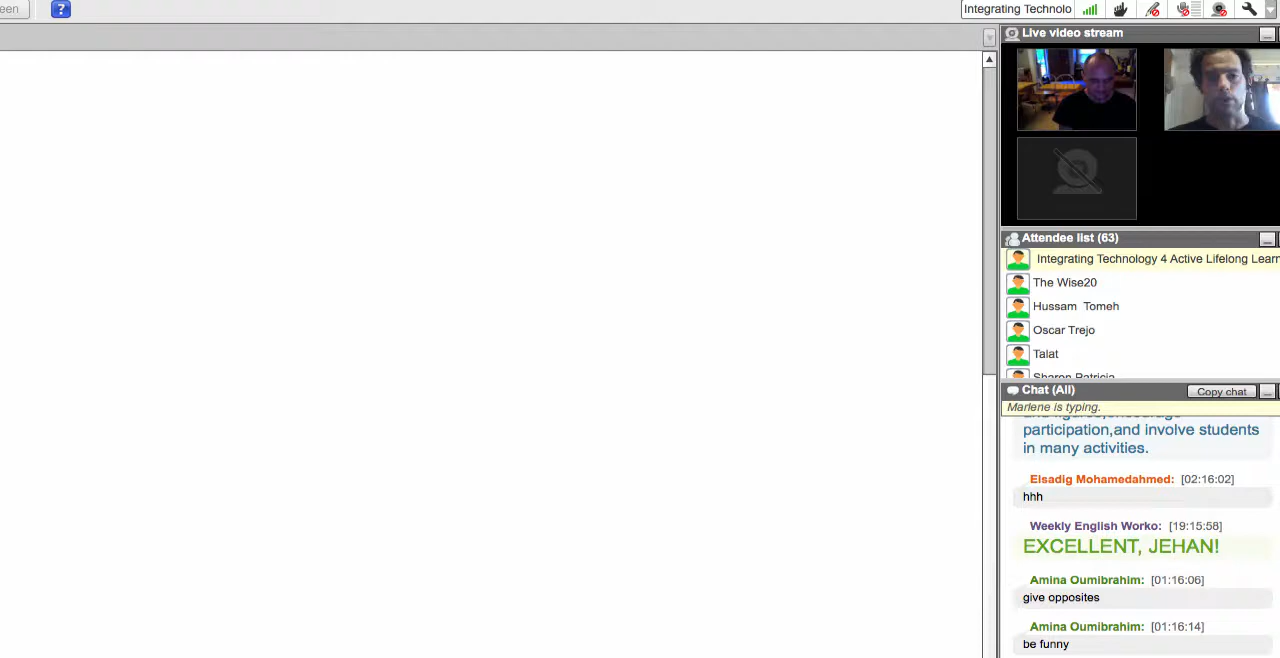 een
?
Integrating Technolo
Live video stream
Attendee list (63)
Integrating Technology 4 Active Lifelong Learn
The Wise20
Hussam Tomeh
Oscar Trejo
Talat
Sharon Patricia
Chat (All)
Copy chat
Marlene is typing.
participation,and involve students
in many activities.
Elsadig Mohamedahmed: [02:16:02]
hhh
Weekly English Worko: [19:15:58]
EXCELLENT, JEHAN!
Amina Oumibrahim: [01:16:06]
give opposites
Amina Oumibrahim: [01:16:14]
be funny